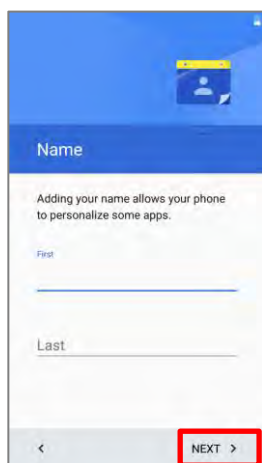 Name
Adding your name allows your phone
to personalize some apps.
First
Last
NEXT